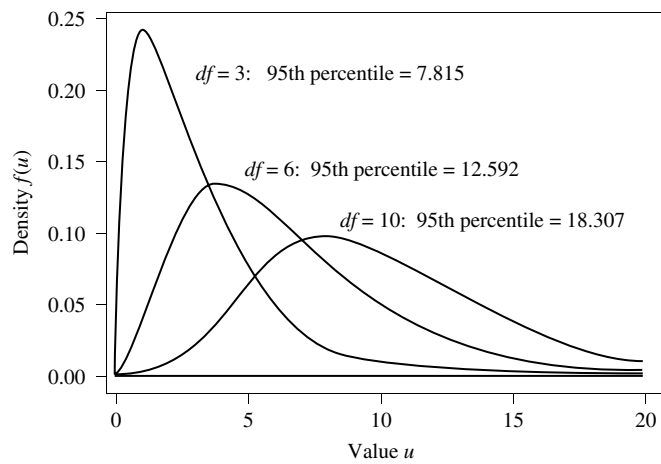 0.25
0.20
0.15
0.10
0.05
0.00
Density f(u)
df = 3: 95th percentile = 7.815
df = 6: 95th percentile = 12.592
df = 10: 95th percentile = 18.307
0 5 10 15 20
Value u